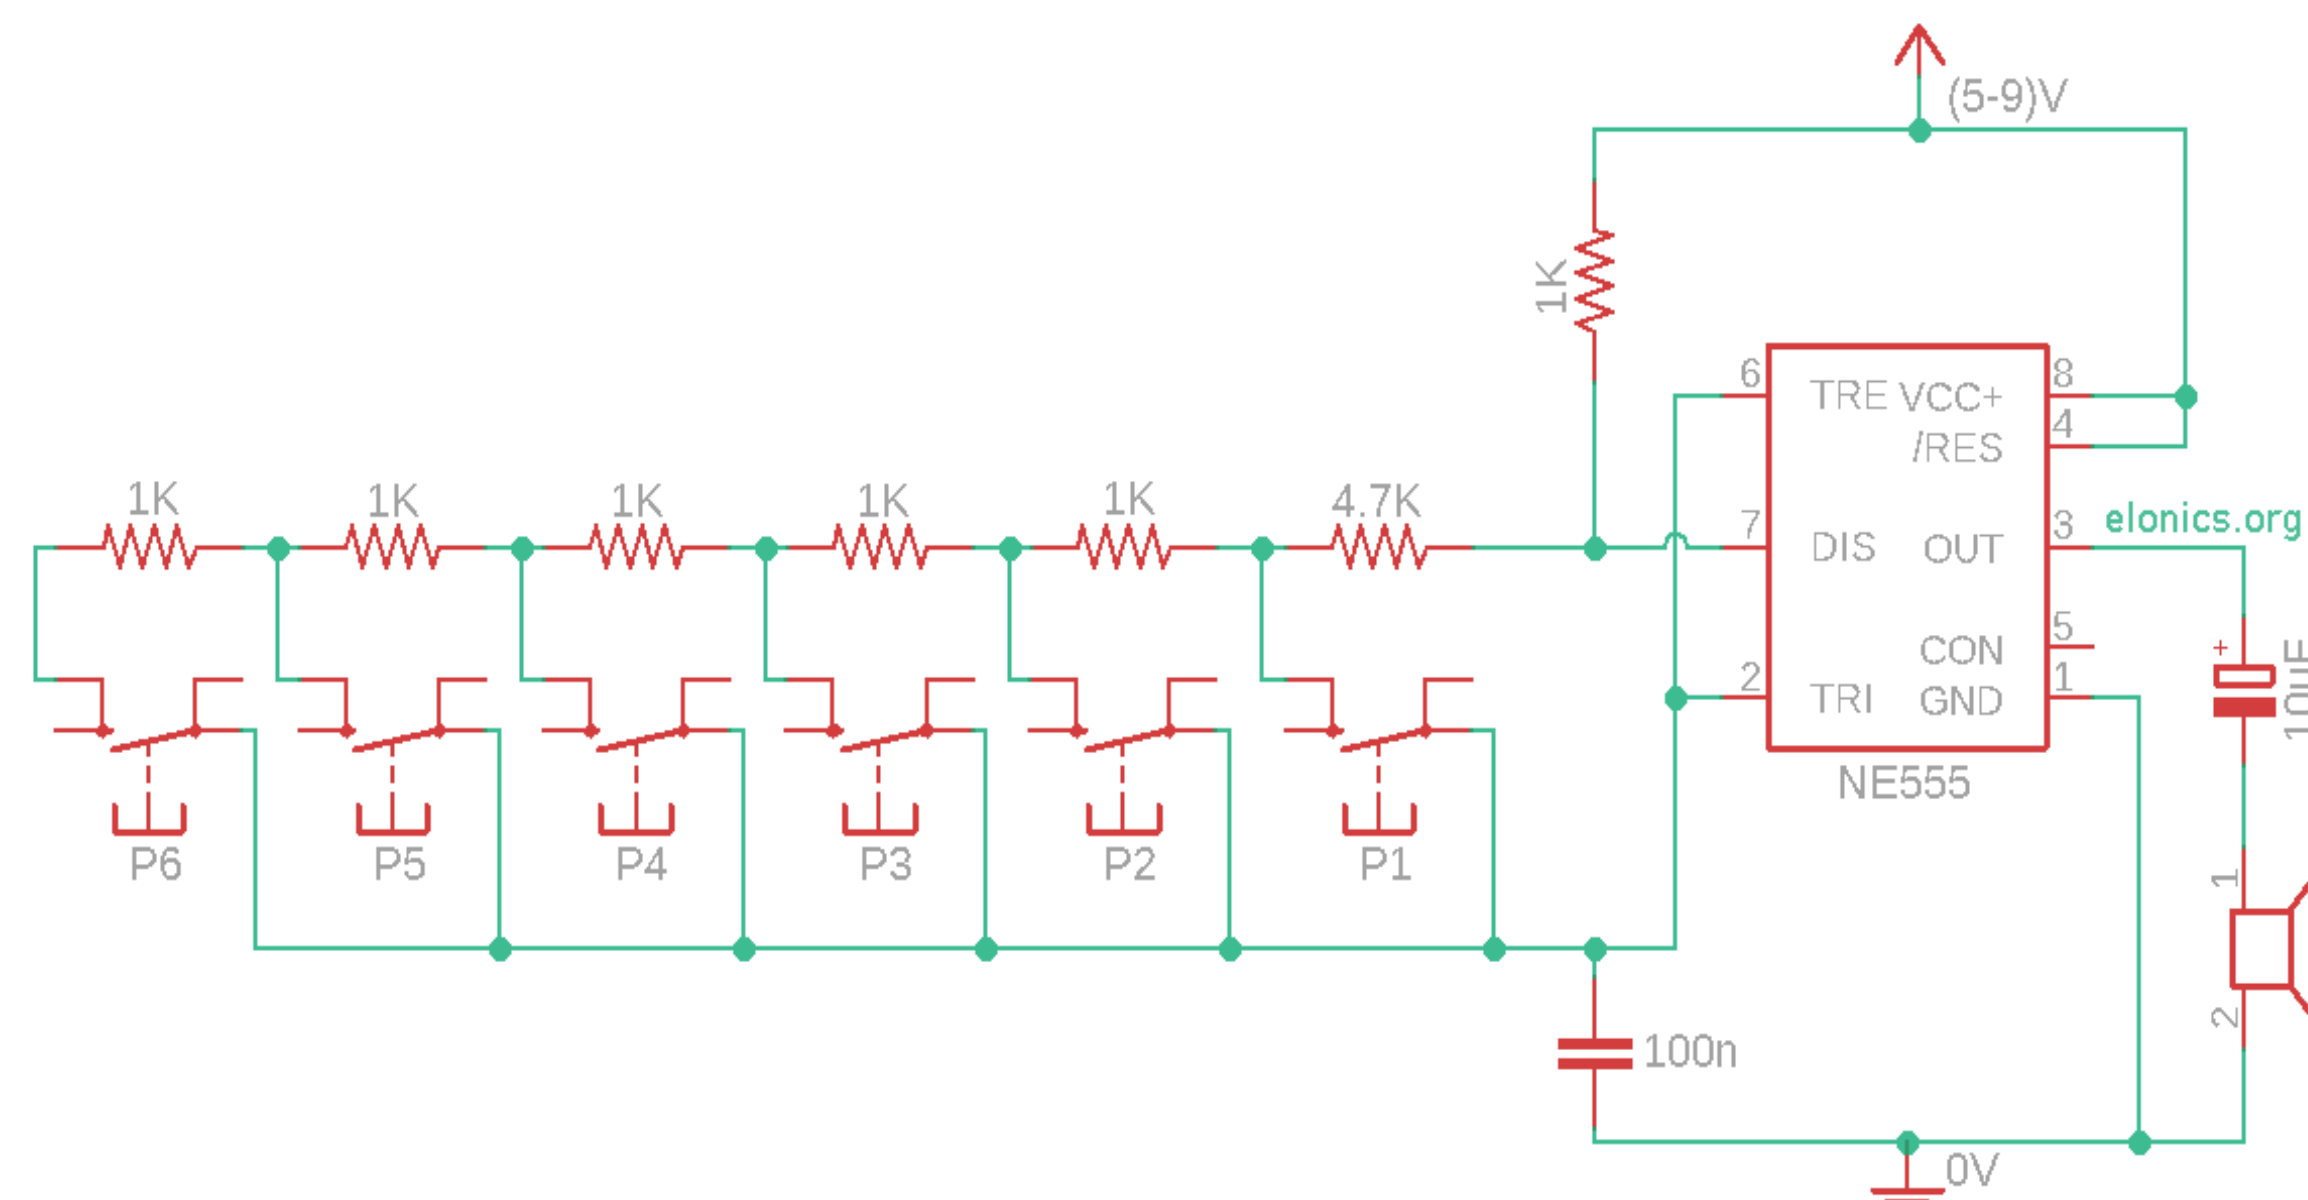 (5-9)V
1K
6
TRE
VCC+
8
/RES
4
1K
1K
1K
1K
1K
4.7K
7
DIS
OUT
3
elonics.org
CON
5
+
10uF
2
TRI
GND
1
NE555
P6
P5
P4
P3
P2
P1
1
2
100n
0V